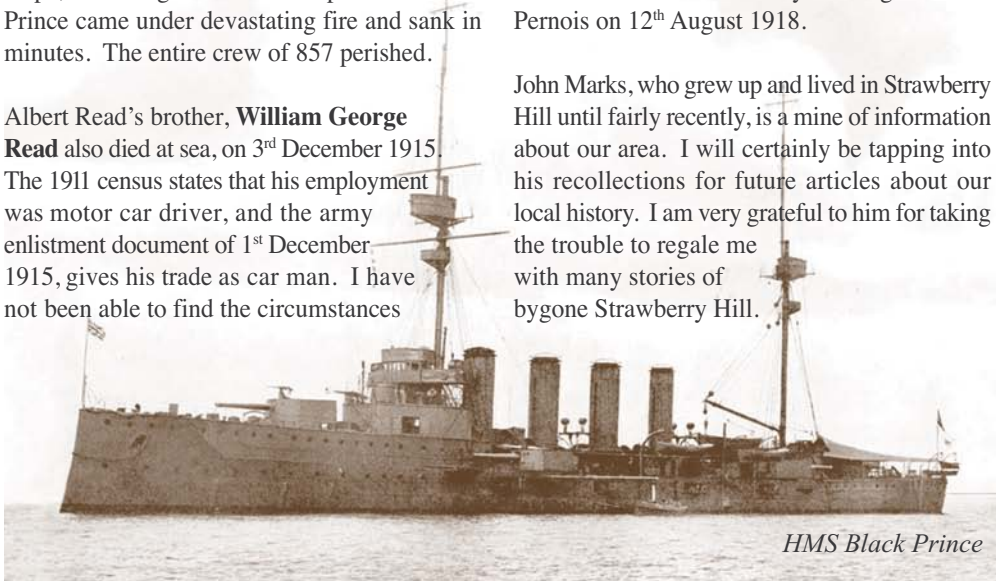 Prince came under devastating fire and sank in
minutes. The entire crew of 857 perished.
Albert Read's brother, William George
Read also died at sea, on 3rd December 1915.
The 1911 census states that his employment
was motor car driver, and the army
enlistment document of 1st December
1915, gives his trade as car man. I have
not been able to find the circumstances
Pernois on 12th August 1918.
John Marks, who grew up and lived in Strawberry
Hill until fairly recently, is a mine of information
about our area. I will certainly be tapping into
his recollections for future articles about our
local history. I am very grateful to him for taking
the trouble to regale me
with many stories of
bygone Strawberry Hill.
HMS Black Prince